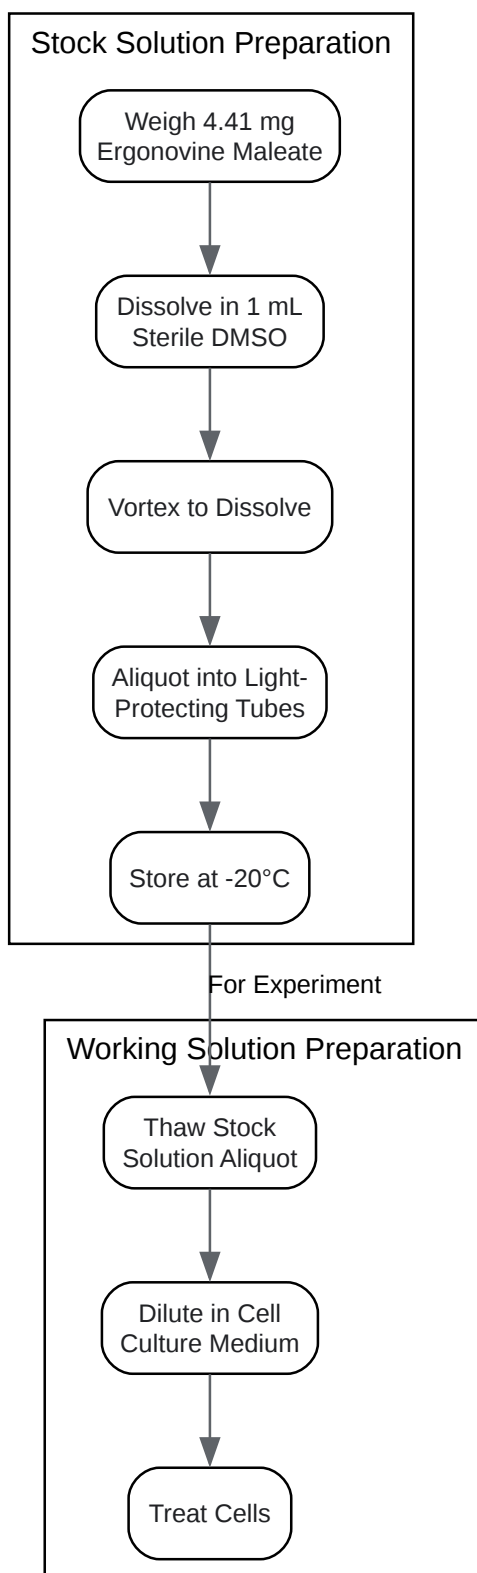 Stock Solution Preparation
Weigh 4.41 mg
Ergonovine Maleate
Dissolve in 1 mL
Sterile DMSO
Vortex to Dissolve
Aliquot into Light-
Protecting Tubes
Store at -20°C
For Experiment
Working Solution Preparation
Thaw Stock
Solution Aliquot
Dilute in Cell
Culture Medium
Treat Cells